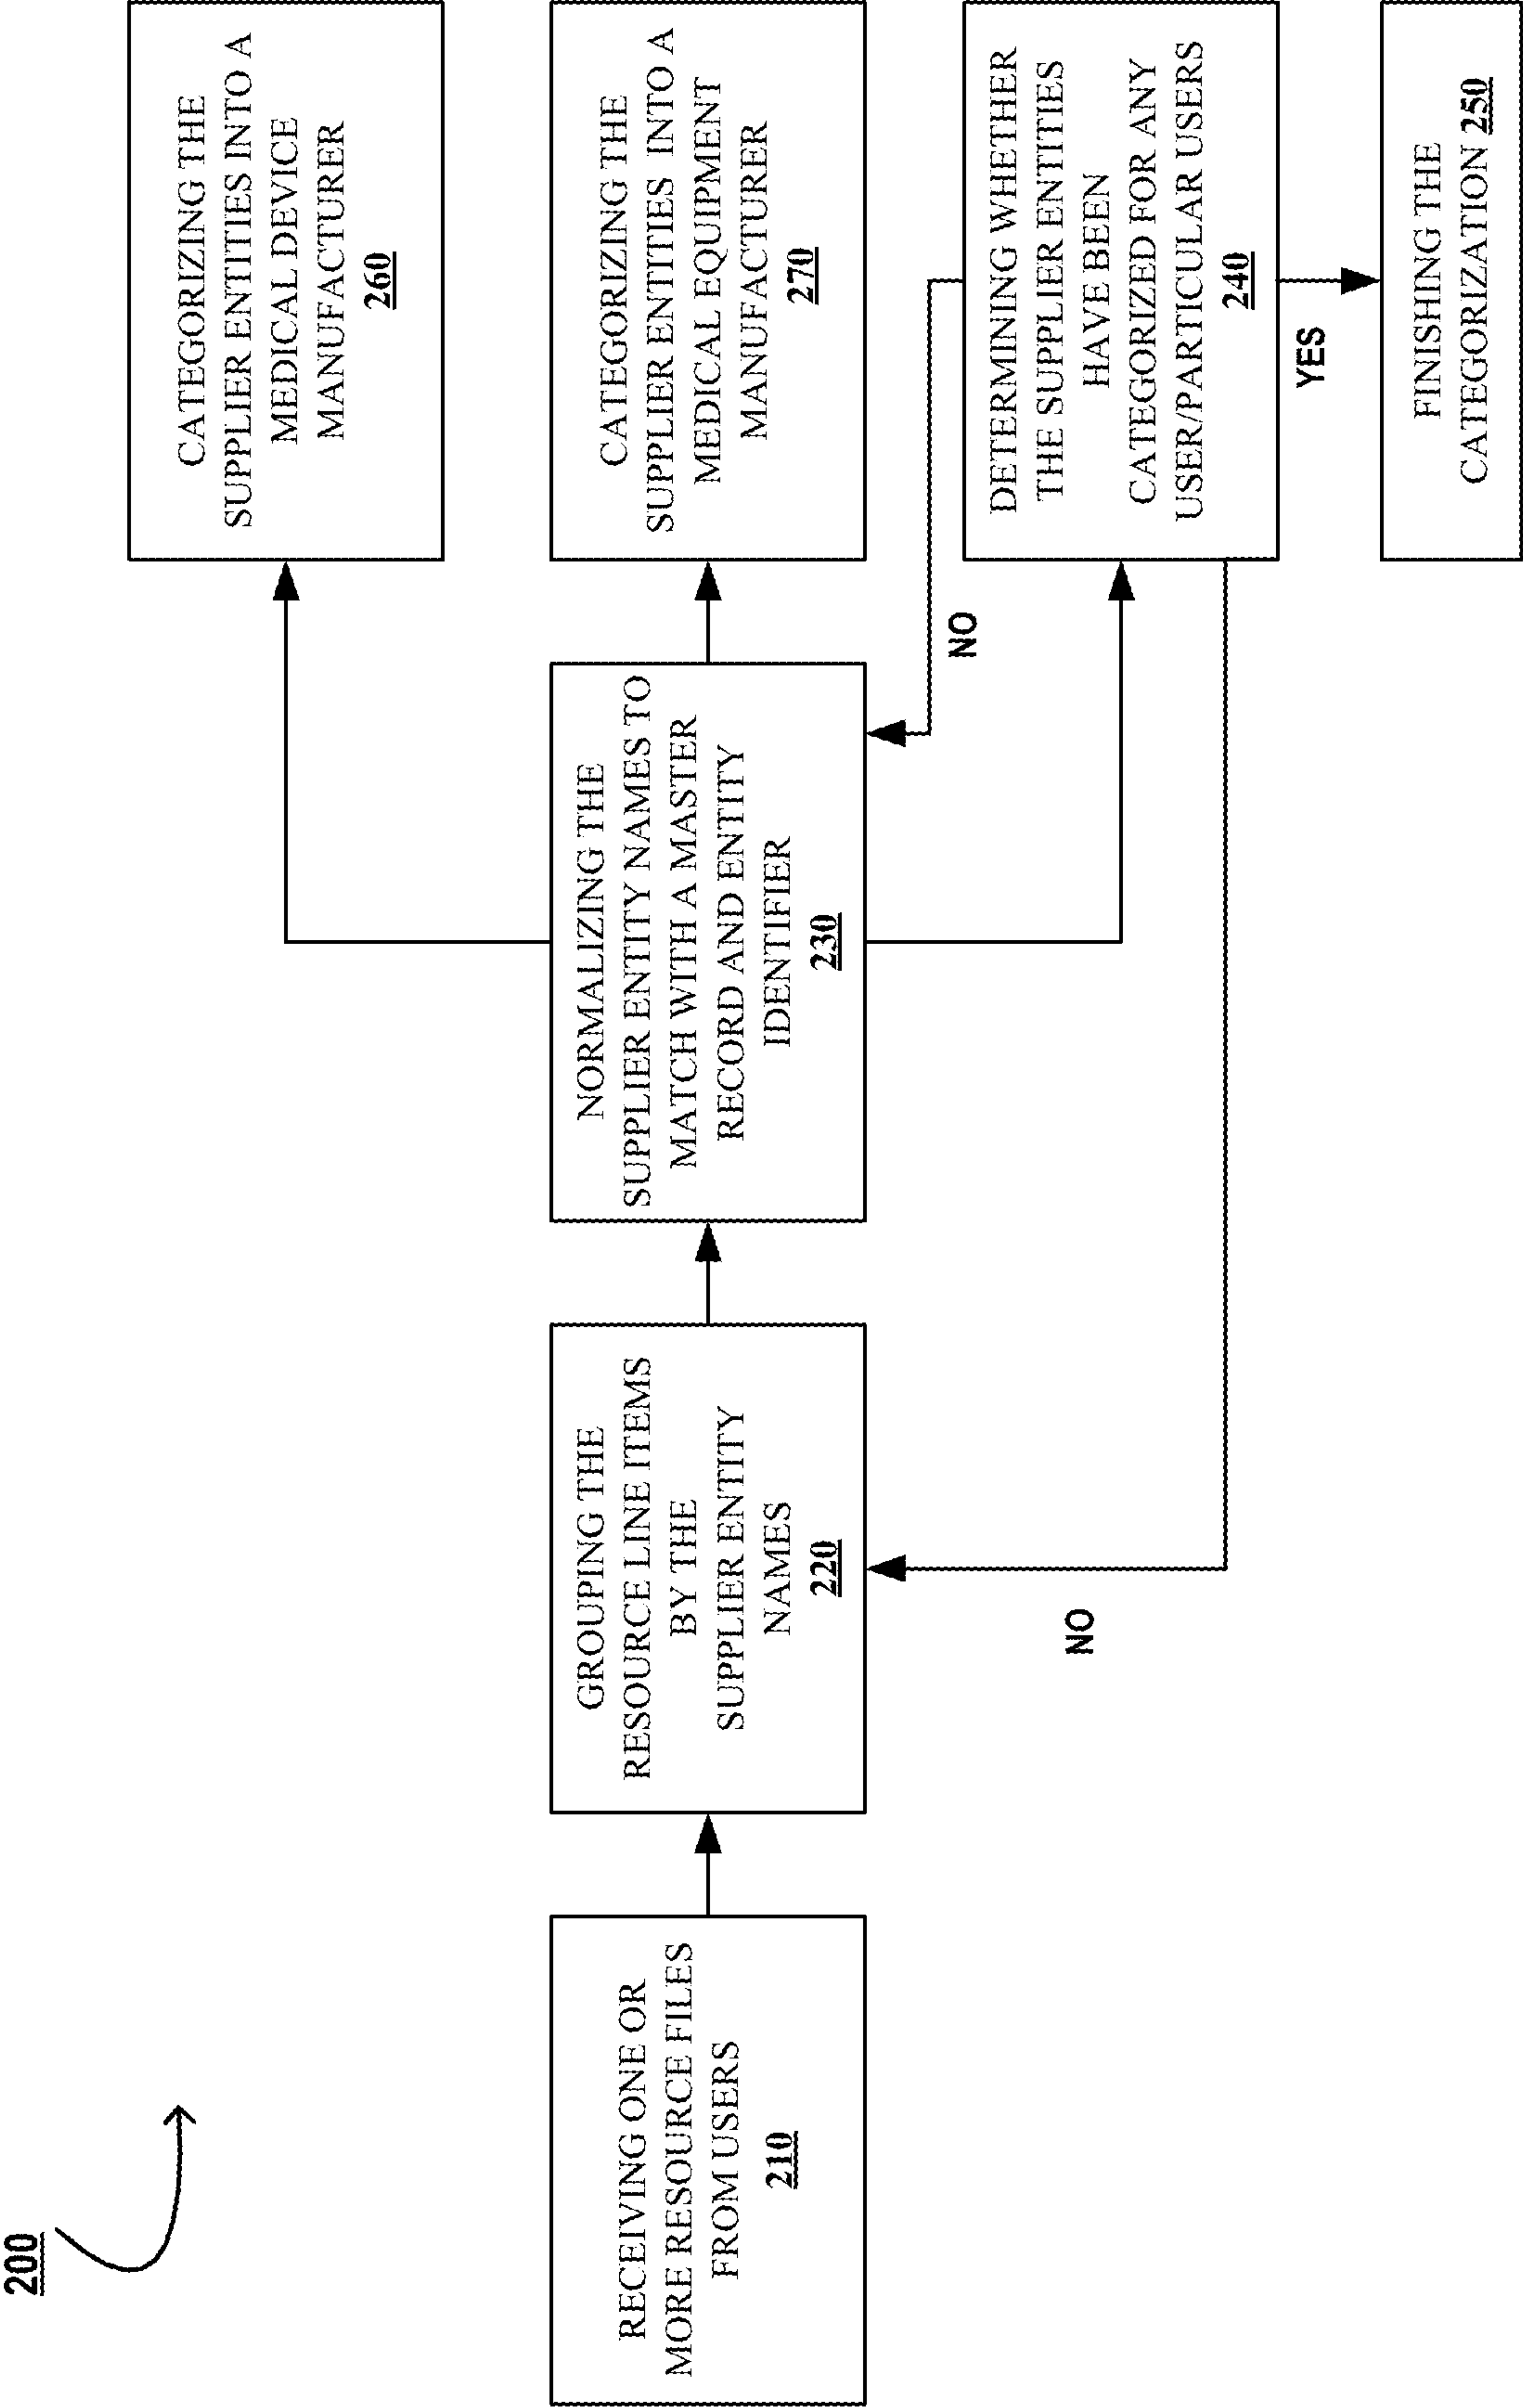 200
RECEIVING ONE OR
MORE RESOURCE FILES
FROM USERS
210
GROUPING THE
RESOURCE LINE ITEMS
BY THE
SUPPLIER ENTITY
NAMES
220
NORMALIZING THE
SUPPLIER ENTITY NAMES TO
MATCH WITH A MASTER
RECORD AND ENTITY
IDENTIFIER
230
CATEGORIZING THE
SUPPLIER ENTITIES INTO A
MEDICAL DEVICE
MANUFACTURER
260
CATEGORIZING THE
SUPPLIER ENTITIES INTO A
MEDICAL EQUIPMENT
MANUFACTURER
270
NO
DETERMINING WHETHER
THE SUPPLIER ENTITIES
HAVE BEEN
CATEGORIZED FOR ANY
USER/PARTICULAR USERS
240
NO
YES
FINISHING THE
CATEGORIZATION 250